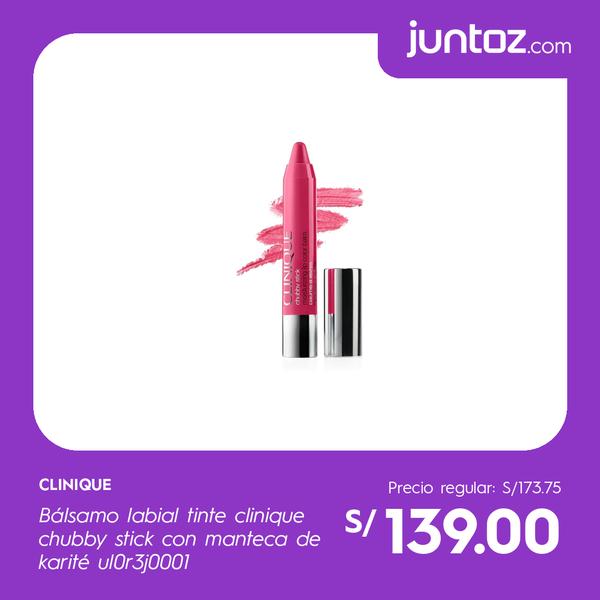 juntoz.com
CLINIQUE
chubby stick
CLINIQUE
Bálsamo labial tinte clinique
chubby stick con manteca de
karité ul0r3j0001
Precio regular: S/173.75
S/ 139.00